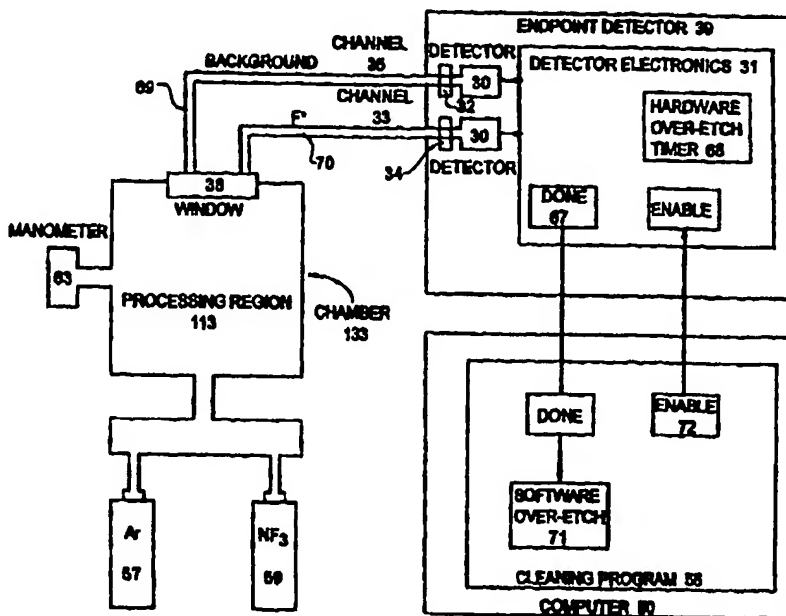 ENDPOINT DETECTOR 39
CHANNEL
35
BACKGROUND
69
DETECTOR
30
32
DETECTOR ELECTRONICS 31
CHANNEL
33
F*
70
30
34
DETECTOR
HARDWARE
OVER-ETCH
TIMER 68
38
WINDOW
DONE
67
ENABLE
MANOMETER
63
PROCESSING REGION
113
CHAMBER
133
DONE
ENABLE
72
SOFTWARE
OVER-ETCH
71
Ar
57
NF3
59
CLEANING PROGRAM
COMPUTER